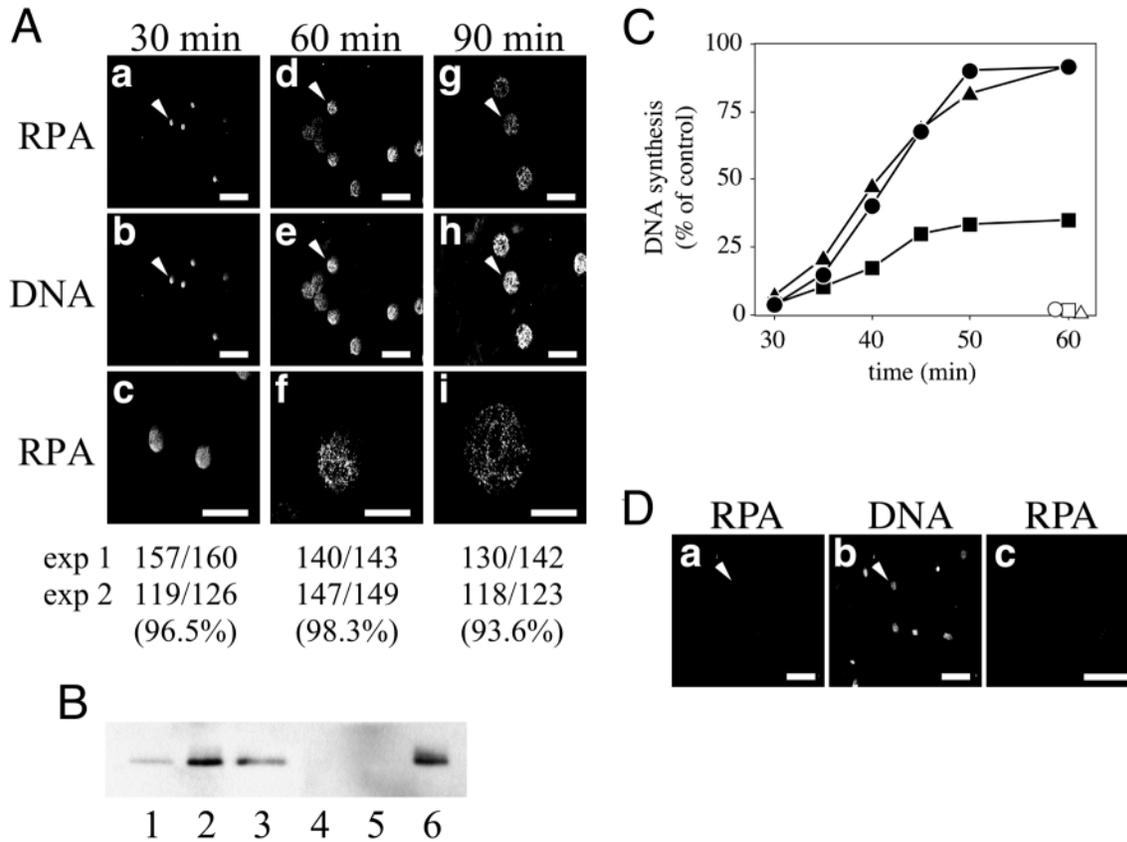 A
30 min 60 min 90 min
a d g
RPA
b e h
DNA
c f i
RPA
exp 1 157/160 140/143 130/142
exp 2 119/126 147/149 118/123
(96.5%) (98.3%) (93.6%)
B
1 2 3 4 5 6
C
DNA synthesis
(% of control)
100
75
50
25
0
30 40 50 60
time (min)
D
RPA DNA RPA
a b c